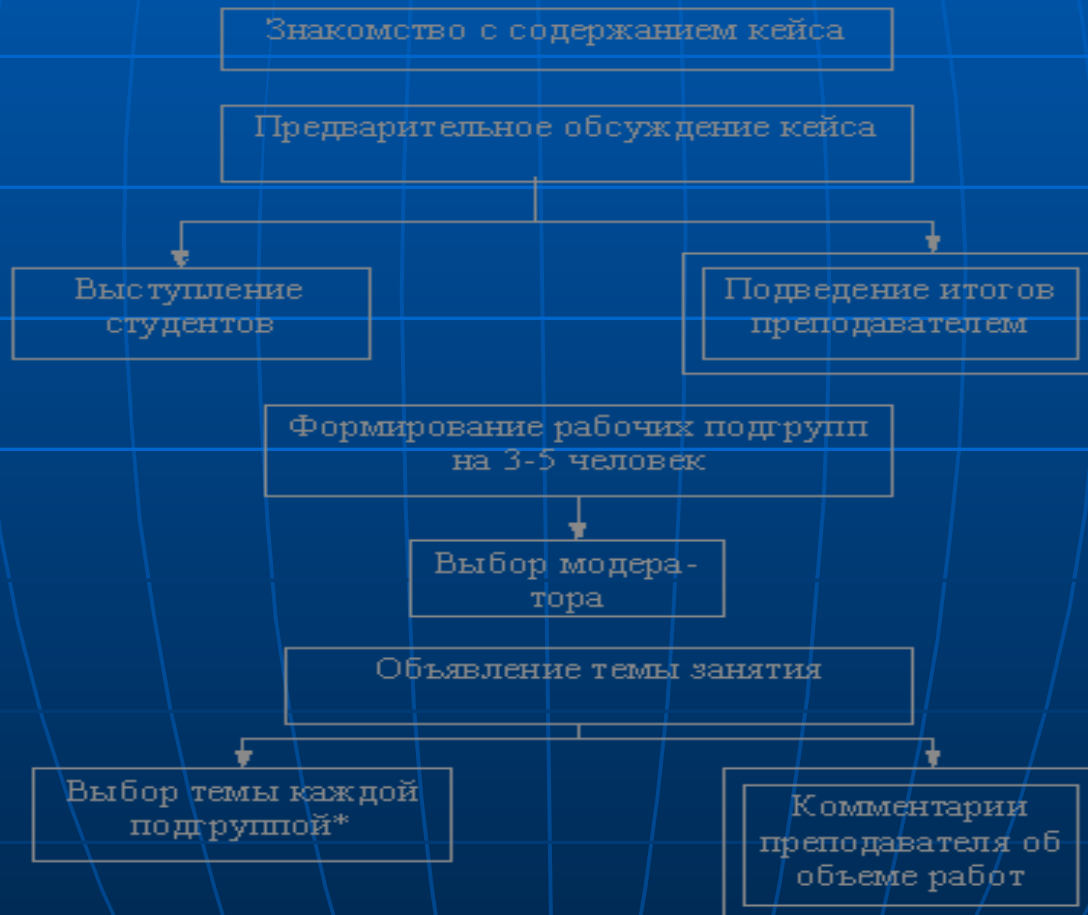 Знакомство с содержанием кейса
Предварительное обсуждение кейса
Выступление
студентов
Подведение итогов
преподавателем
Формирование рабочих подгрупп
на 3-5 человек
Выбор модера-
тора
Объявление темы занятия
Выбор темы каждой
подгруппой*
Комментарии
преподавателя об
объеме работ